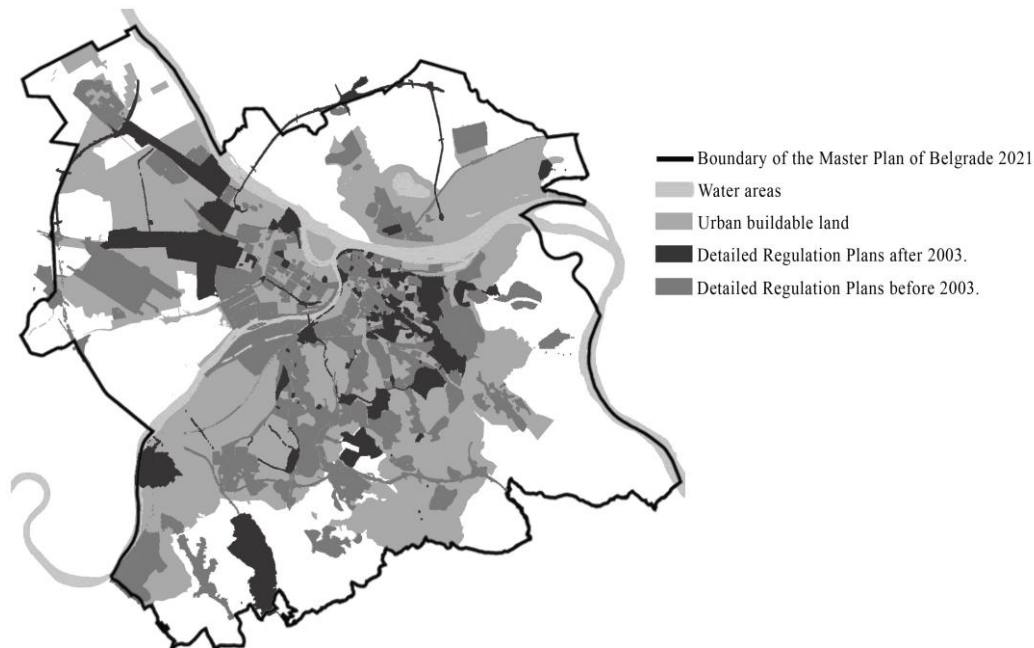 Boundary of the Master Plan of Belgrade 2021
Water areas
Urban buildable land
Detailed Regulation Plans after 2003.
Detailed Regulation Plans before 2003.